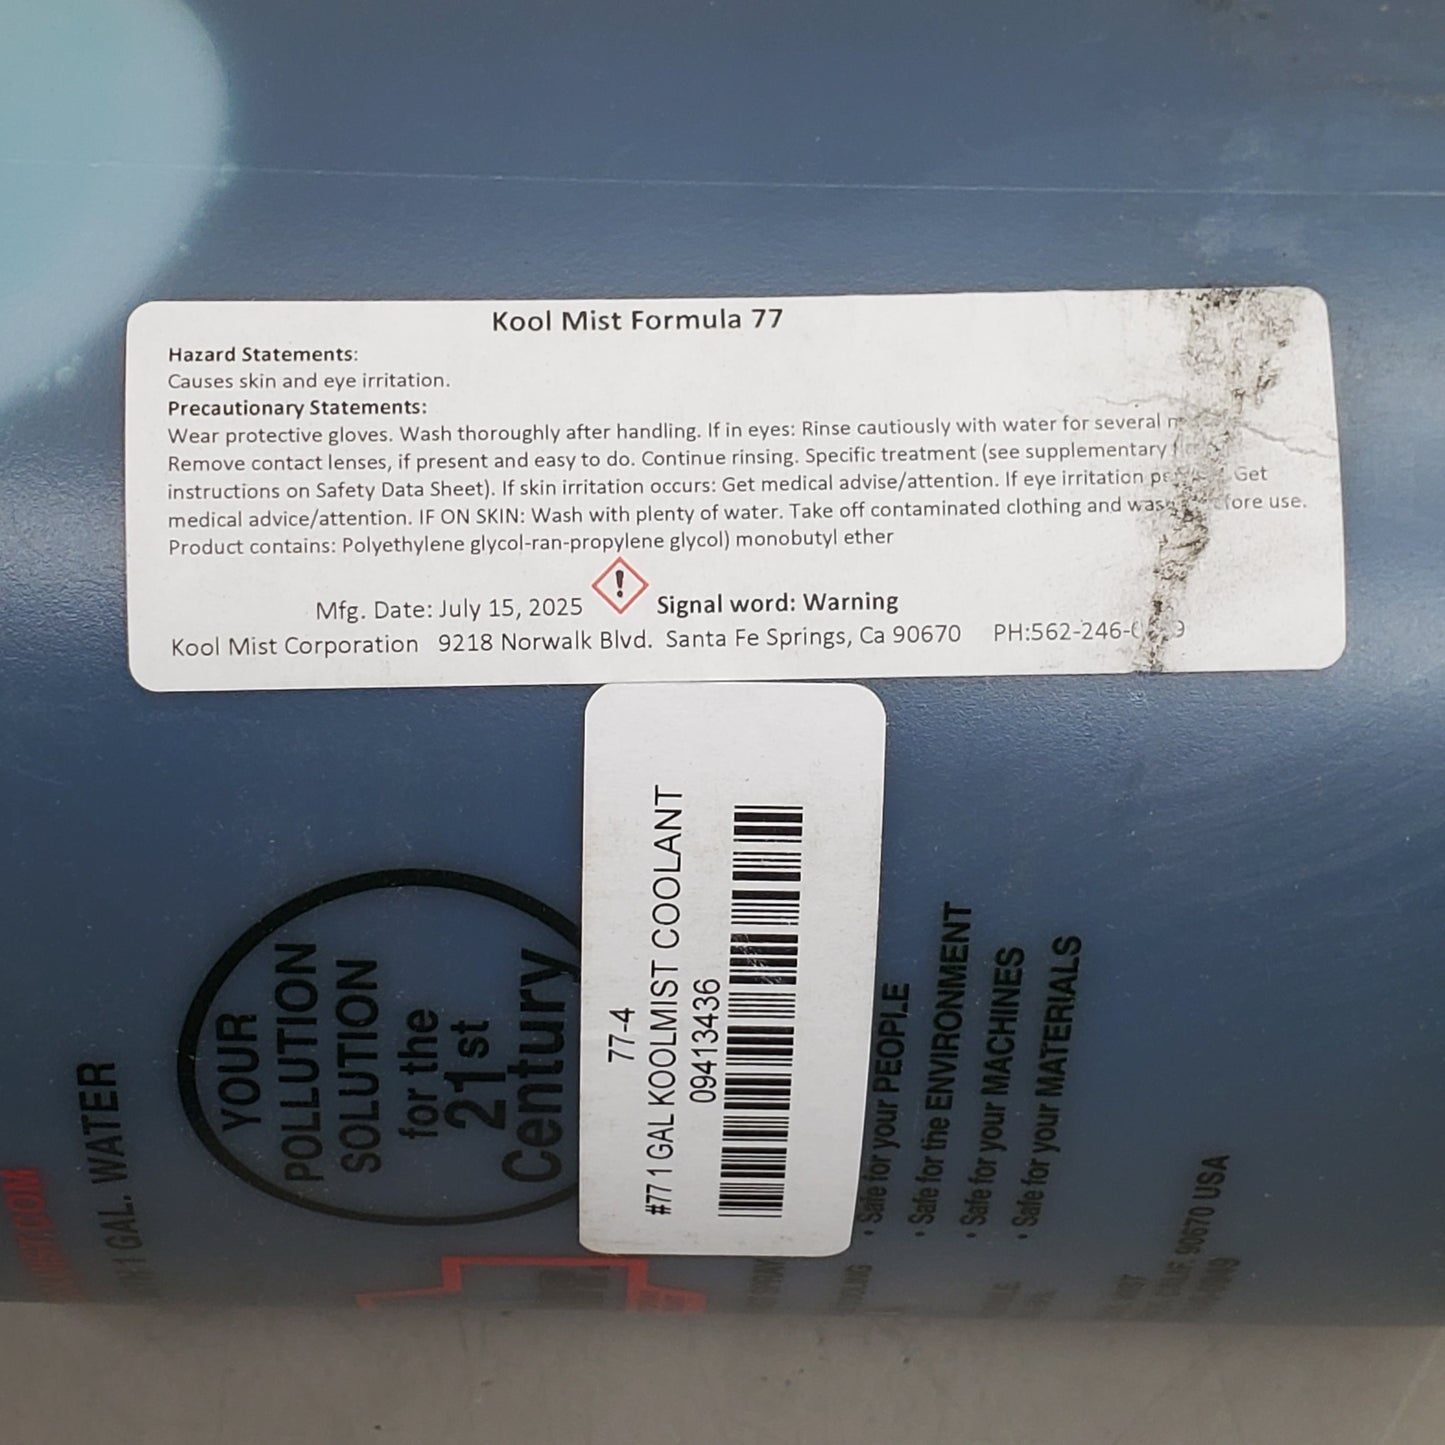 Kool Mist Formula 77
Hazard Statements:
Causes skin and eye irritation.
Precautionary Statements:
Wear protective gloves. Wash thoroughly after handling. If in eyes: Rinse cautiously with water for several
Remove contact lenses, if present and easy to do. Continue rinsing. Specific treatment (see supplementary
instructions on Safety Data Sheet). If skin irritation occurs: Get medical advise/attention. If eye irritation Get
medical advice/attention. IF ON SKIN: Wash with plenty of water. Take off contaminated clothing and use.
Product contains: Polyethylene glycol-ran-propylene glycol) monobutyl ether
Mfg. Date: July 15, 2025 Signal word: Warning
Kool Mist Corporation 9218 Norwalk Blvd. Santa Fe Springs, Ca 90670
77-4
#77 1 GAL KOOLMIST COOLANT
09413436
1 GAL. WATER
YOUR
POLLUTION
SOLUTION
for the
21st
Century
• Safe for your PEOPLE
• Safe for the ENVIRONMENT
• Safe for your MACHINES
• Safe for your MATERIALS
90670 USA